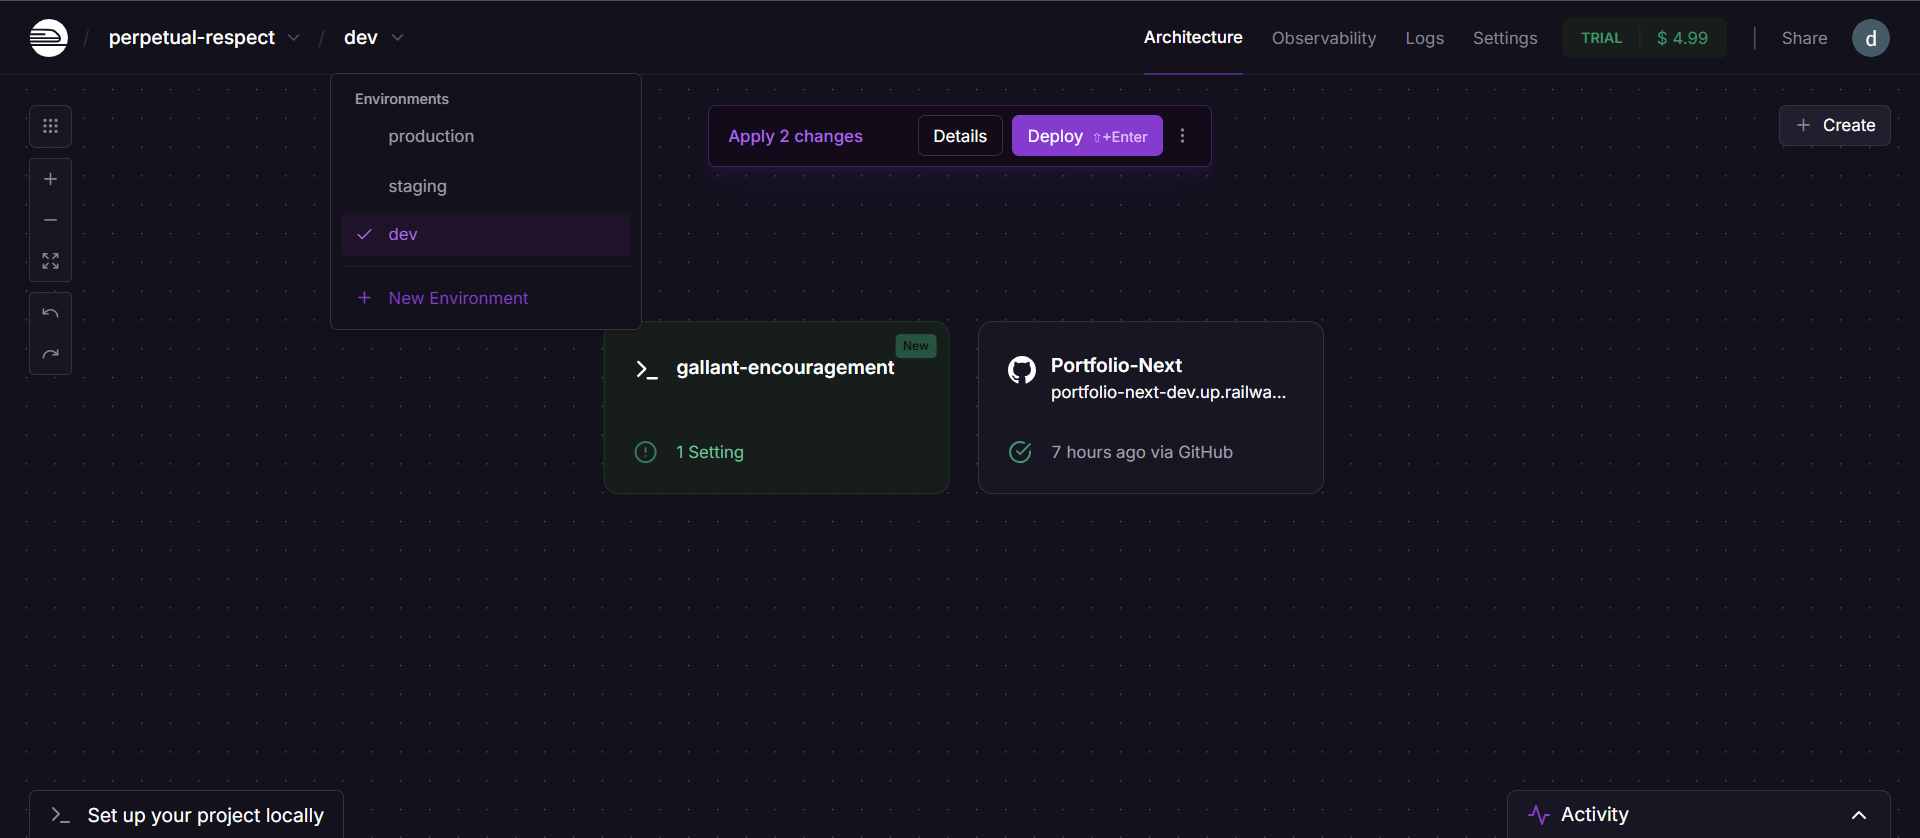 / perpetual-respect / dev
Architecture Observability Logs Settings TRIAL $ 4.99 Share d
Environments
production
staging
dev
+ New Environment
Apply 2 changes Details Deploy ⇧+Enter
+ Create
New
gallant-encouragement
1 Setting
Portfolio-Next
portfolio-next-dev.up.railwa...
7 hours ago via GitHub
Set up your project locally
Activity